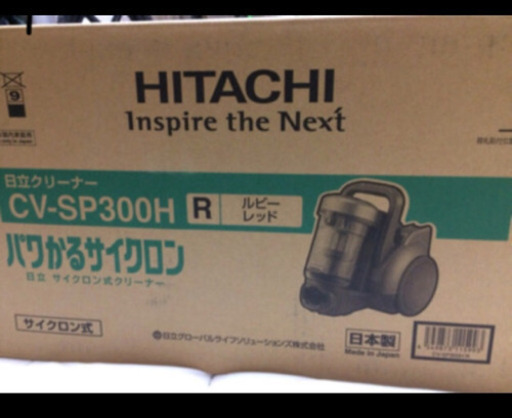 HITACHI
Inspire the Next
日立クリーナー
CV-SP300H
R
ルビー
レッド
パワかるサイクロン
日立 サイクロン式クリーナー
サイクロン式
日立グローバルライフソリューションズ株式会社
日本製
Made in Japan
9